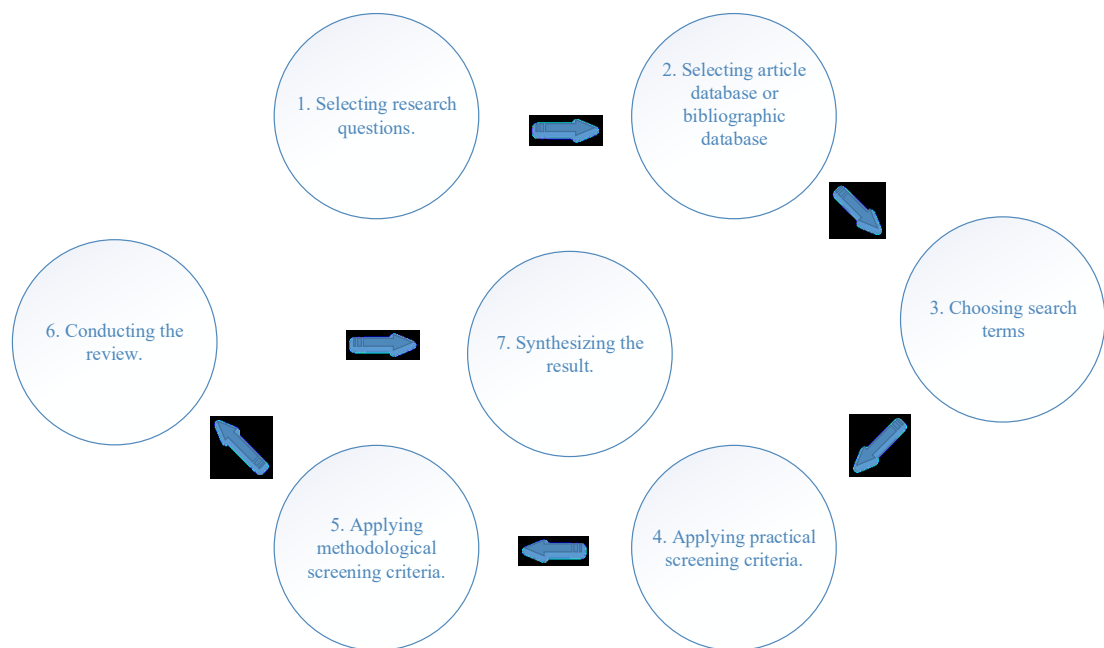 1. Selecting research
questions.
2. Selecting article
database or
bibliographic
database
3. Choosing search
terms
4. Applying practical
screening criteria.
5. Applying
methodological
screening criteria.
6. Conducting the
review.
7. Synthesizing the
result.